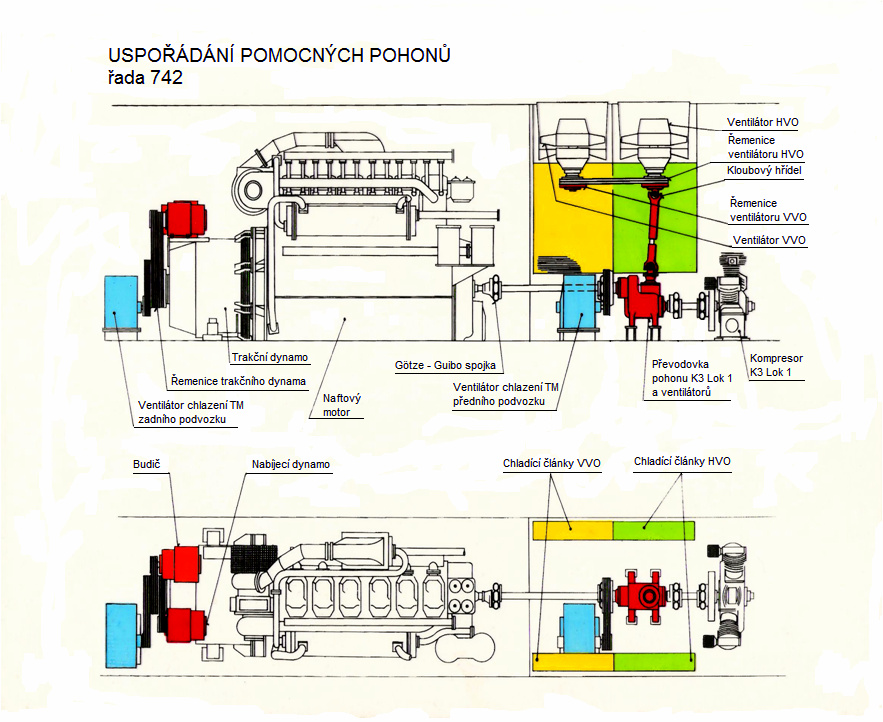 USPOŘÁDÁNÍ POMOCNÝCH POHONŮ
řada 742
Ventilátor HVO
Řemenice
ventilátoru HVO
Kloubový hřídel
Řemenice
ventilátoru VVO
Ventilátor VVO
Trakční dynamo
Řemenice trakčního dynama
Ventilátor chlazení TM
zadního podvozku
Naftový
motor
Götze - Guibo spojka
Ventilátor chlazení TM
předního podvozku
Převodovka
pohonu K3 Lok 1
a ventilátorů
Kompresor
K3 Lok 1
Budič
Nabíjecí dynamo
Chladící články VVO
Chladící články HVO